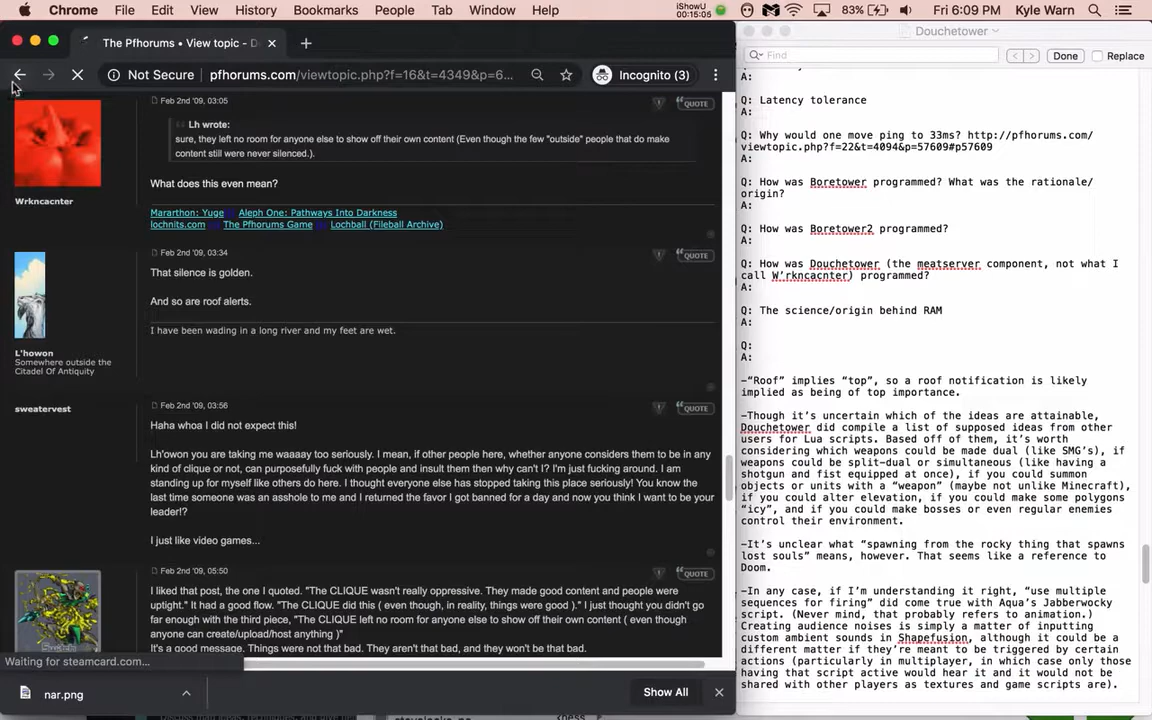 Chrome File Edit View History Bookmarks People Tab Window Help iShowU 00:15:05 83% Fri 6:09 PM Kyle Warn
The Pfhorums • View topic - D
Not Secure pfhorums.com/viewtopic.php?f=16&t=4349&p=6... Incognito (3)
Feb 2nd '09, 03:05 QUOTE
Lh wrote:
sure, they left no room for anyone else to show off their own content (Even though the few "outside" people that do make
content still were never silenced.).
What does this even mean?
Wrkncacnter
Mararthon: Yuge Aleph One: Pathways Into Darkness
lochnits.com The Pfhorums Game Lochball (Fileball Archive)
Feb 2nd '09, 03:34 QUOTE
That silence is golden.
And so are roof alerts.
I have been wading in a long river and my feet are wet.
L'howon
Somewhere outside the
Citadel Of Antiquity
sweatervest
Feb 2nd '09, 03:56 QUOTE
Haha whoa I did not expect this!
Lh'owon you are taking me waaaay too seriously. I mean, if other people here, whether anyone considers them to be in any
kind of clique or not, can purposefully fuck with people and insult them then why can't I? I'm just fucking around. I am
standing up for myself like others do here. I thought everyone else has stopped taking this place seriously! You know the
last time someone was an asshole to me and I returned the favor I got banned for a day and now you think I want to be your
leader!?
I just like video games...
Feb 2nd '09, 05:50 QUOTE
I liked that post, the one I quoted. "The CLIQUE wasn't really oppressive. They made good content and people were
uptight." It had a good flow. "The CLIQUE did this ( even though, in reality, things were good )." I just thought you didn't go
far enough with the third piece, "The CLIQUE left no room for anyone else to show off their own content ( even though
anyone can create/upload/host anything )"
It's a good message. Things were not that bad. They aren't that bad, and they won't be that bad.
Waiting for steamcard.com...
nar.png Show All
Douchetower
Find Done Replace
A:
Q: Latency tolerance
A:
Q: Why would one move ping to 33ms? http://pfhorums.com/
viewtopic.php?f=22&t=4094&p=57609#p57609
A:
Q: How was Boretower programmed? What was the rationale/
origin?
A:
Q: How was Boretower2 programmed?
A:
Q: How was Douchetower (the meatserver component, not what I
call W'rkncacnter) programmed?
A:
Q: The science/origin behind RAM
A:
Q:
A:
-“Roof” implies “top”, so a roof notification is likely
implied as being of top importance.
-Though it’s uncertain which of the ideas are attainable,
Douchetower did compile a list of supposed ideas from other
users for Lua scripts. Based off of them, it’s worth
considering which weapons could be made dual (like SMG’s), if
weapons could be split-dual or simultaneous (like having a
shotgun and fist equipped at once), if you could summon
objects or units with a “weapon” (maybe not unlike Minecraft),
if you could alter elevation, if you could make some polygons
“icy”, and if you could make bosses or even regular enemies
control their environment.
-It’s unclear what “spawning from the rocky thing that spawns
lost souls” means, however. That seems like a reference to
Doom.
-In any case, if I’m understanding it right, “use multiple
sequences for firing” did come true with Aqua’s Jabberwocky
script. (Never mind, that probably refers to animation.)
Creating audience noises is simply a matter of inputting
custom ambient sounds in Shapefusion, although it could be a
different matter if they’re meant to be triggered by certain
actions (particularly in multiplayer, in which case only those
having that script active would hear it and it would not be
shared with other players as textures and game scripts are).